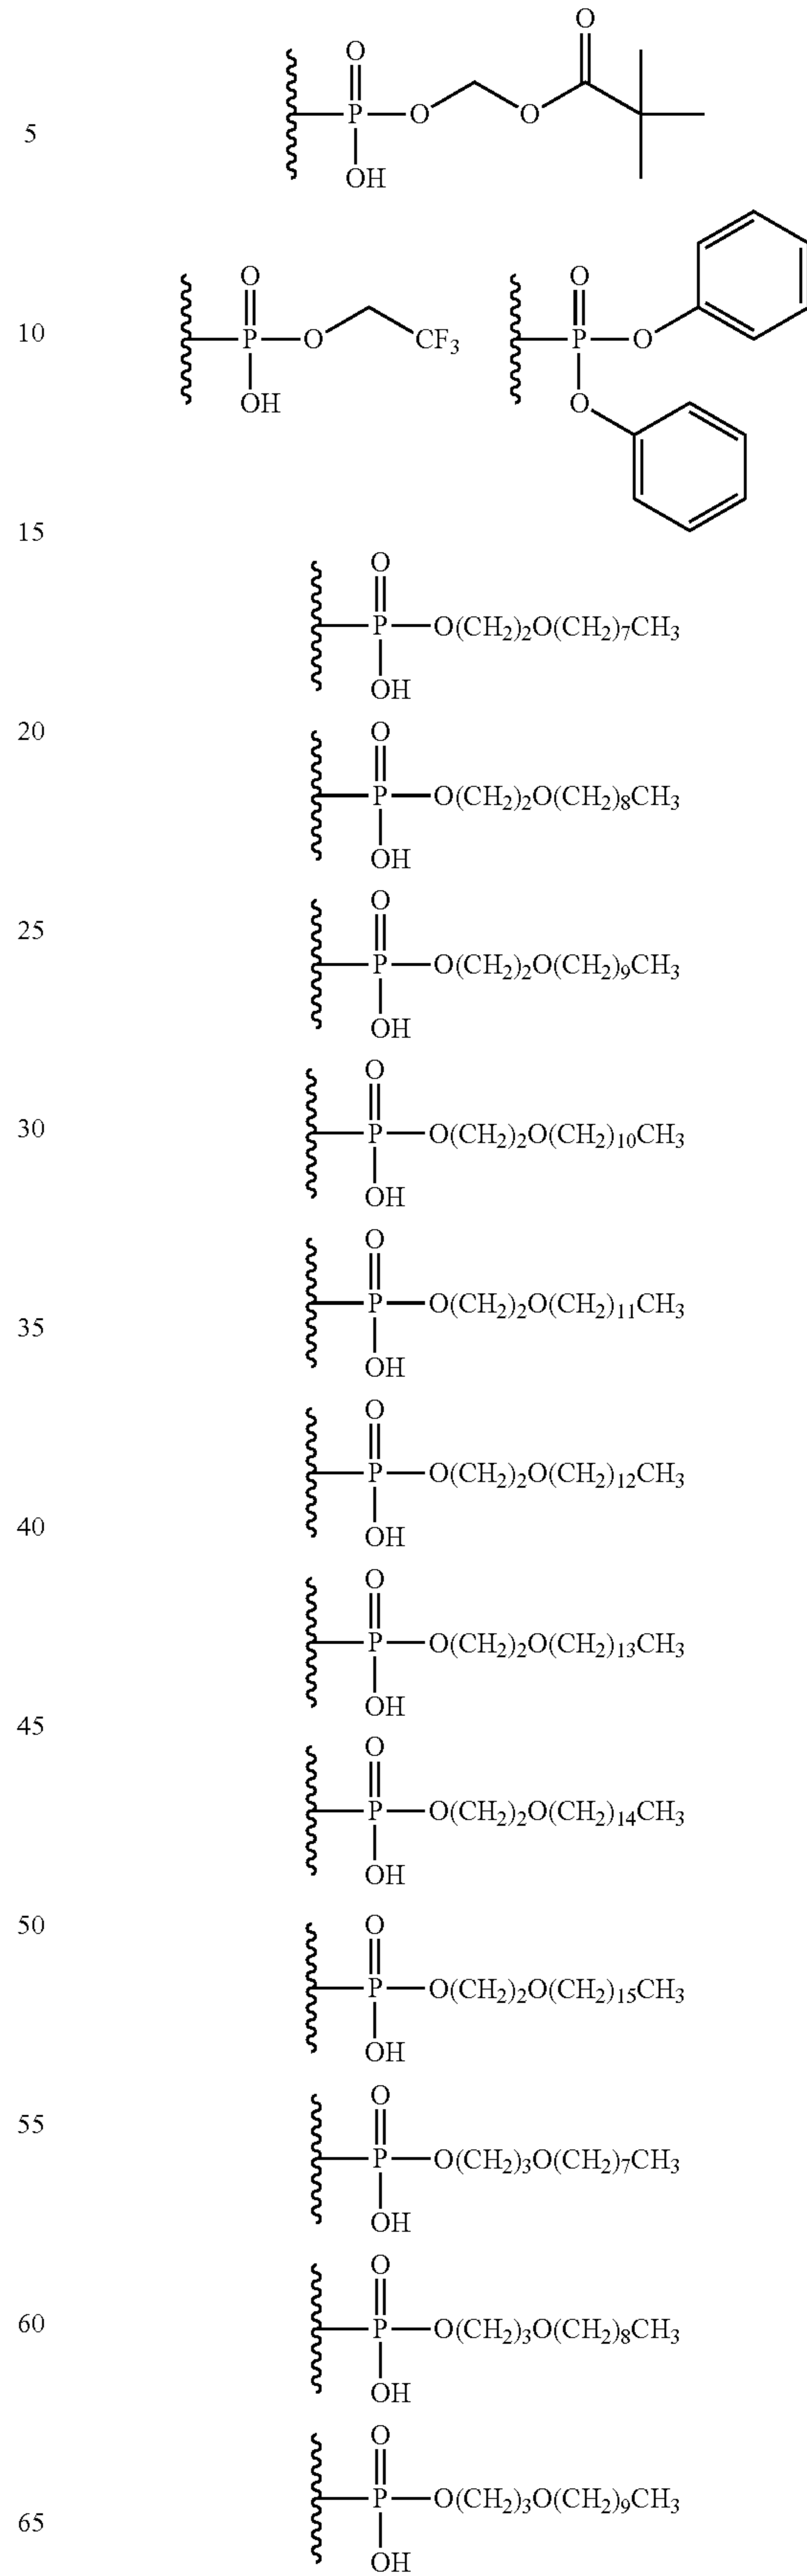 O
O
P
O
O
5
OH
O
O
10
P
O
CF3
P
O
OH
O
15
O
P
O(CH2)2O(CH2)7CH3
OH
20
O
P
O(CH2)2O(CH2)8CH3
OH
25
O
P
O(CH2)2O(CH2)9CH3
OH
O
30
P
O(CH2)2O(CH2)10CH3
OH
O
P
O(CH2)2O(CH2)11CH3
35
OH
O
P
O(CH2)2O(CH2)12CH3
40
OH
O
P
O(CH2)2O(CH2)13CH3
OH
45
O
P
O(CH2)2O(CH2)14CH3
OH
50
O
P
O(CH2)2O(CH2)15CH3
OH
55
O
P
O(CH2)3O(CH2)7CH3
OH
O
60
P
O(CH2)3O(CH2)8CH3
OH
O
P
O(CH2)3O(CH2)9CH3
65
OH